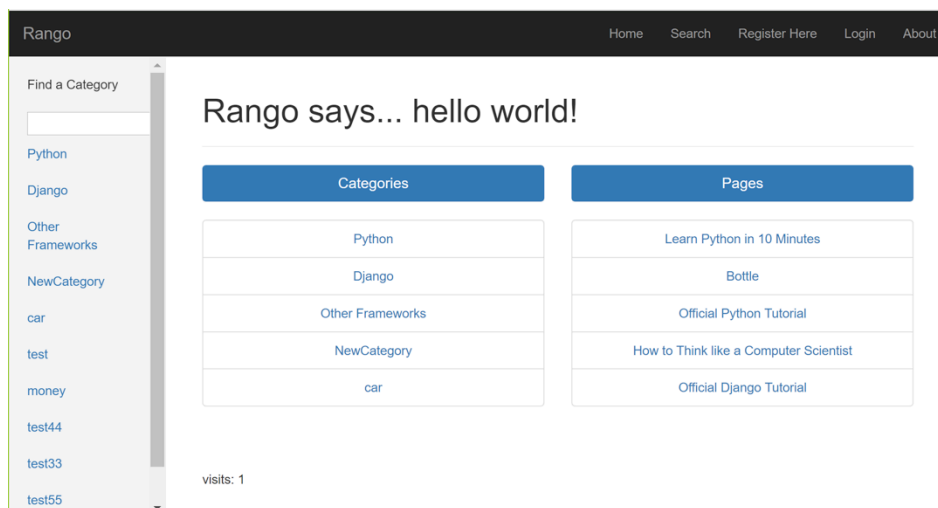 Rango
Home Search Register Here Login About
Find a Category
Python
Django
Other
Frameworks
NewCategory
car
test
money
test44
test33
test55
Rango says... hello world!
Categories
Python
Django
Other Frameworks
NewCategory
car
Pages
Learn Python in 10 Minutes
Bottle
Official Python Tutorial
How to Think like a Computer Scientist
Official Django Tutorial
visits: 1